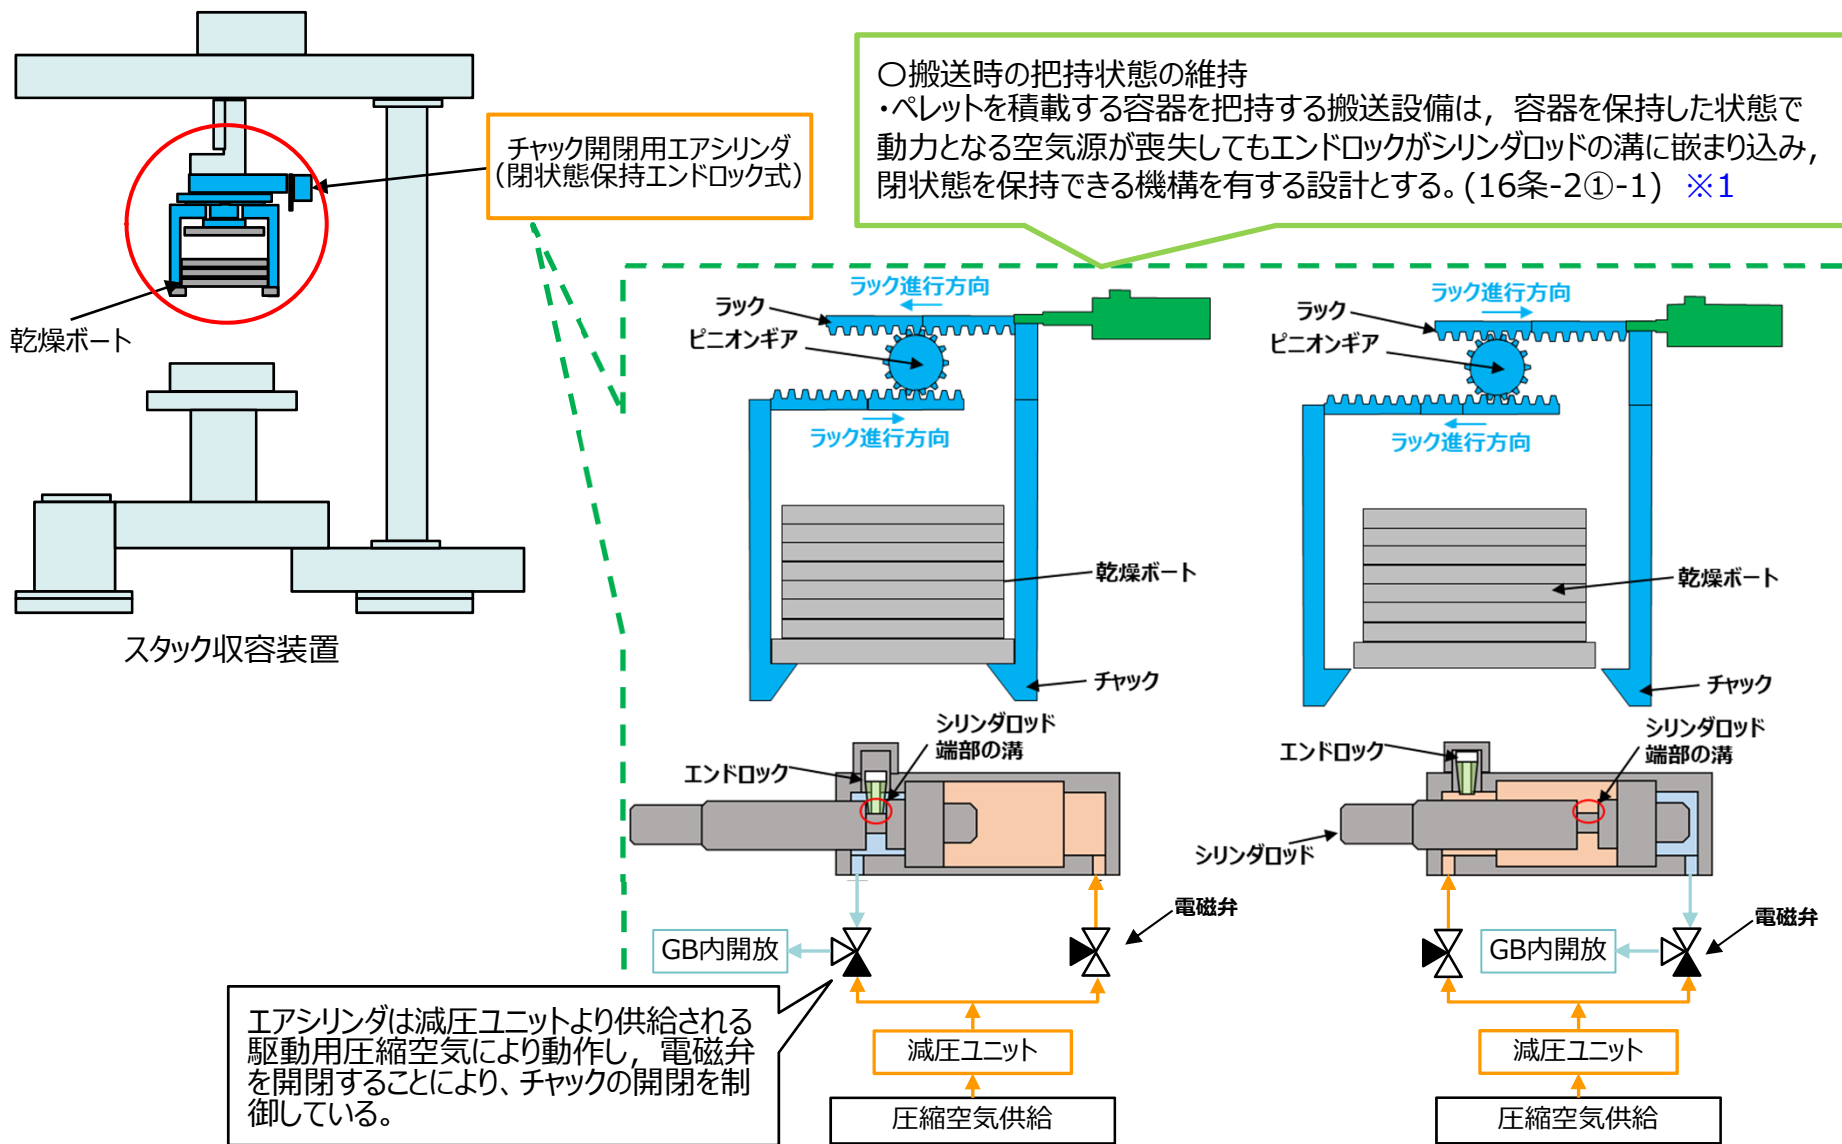 〇搬送時の把持状態の維持
・ペレットを積載する容器を把持する搬送設備は，容器を保持した状態で
動力となる空気源が喪失してもエンドロックがシリンダロッドの溝に嵌まり込み，
閉状態を保持できる機構を有する設計とする。(16条-2①-1) ※1
チャック開閉用エアシリンダ
（閉状態保持エンドロック式）
乾燥ボート
スタック収容装置
ラック進行方向
ラック
ピニオンギア
ラック進行方向
乾燥ボート
チャック
シリンダロッド
端部の溝
エンドロック
電磁弁
GB内開放
減圧ユニット
圧縮空気供給
ラック進行方向
ラック
ピニオンギア
ラック進行方向
乾燥ボート
チャック
シリンダロッド
端部の溝
エンドロック
シリンダロッド
電磁弁
GB内開放
減圧ユニット
圧縮空気供給
エアシリンダは減圧ユニットより供給される
駆動用圧縮空気により動作し，電磁弁
を開閉することにより、チャックの開閉を制
御している。